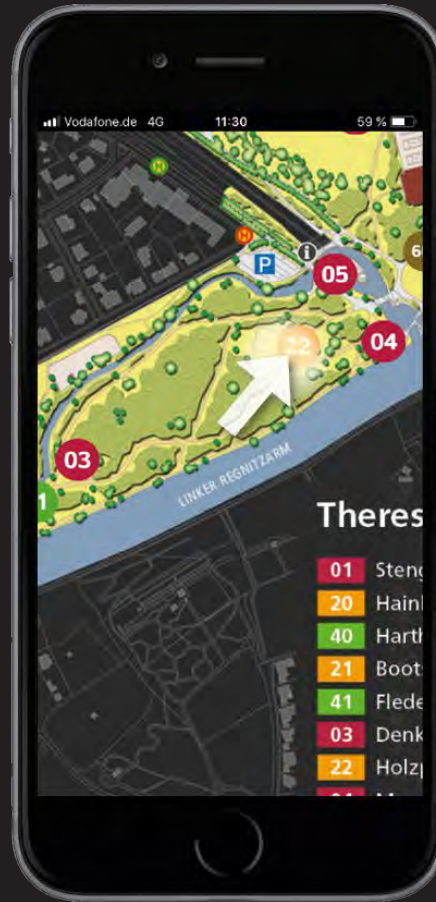 Vodafone.de 4G 11:30 59 %
H
H
i
P
05
22
04
03
LINKER REGNITZARM
Theres
01 Steng
20 Hainl
40 Harth
21 Boots
41 Flede
03 Denk
22 Holzp